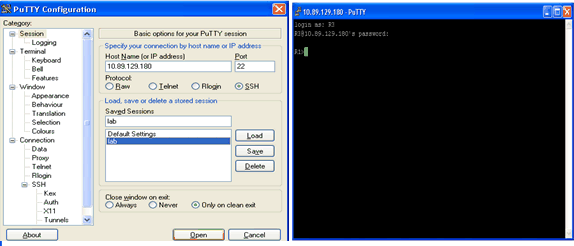 PuTTY Configuration
Category:
Session
Logging
Terminal
Keyboard
Bell
Features
Window
Appearance
Behaviour
Translation
Selection
Colours
Connection
Data
Proxy
Telnet
Rlogin
SSH
Kex
Auth
X11
Tunnels
Basic options for your PuTTY session
Specify your connection by host name or IP address
Host Name (or IP address) Port
10.89.129.180 22
Protocol:
Raw Telnet Rlogin SSH
Load, save or delete a stored session
Saved Sessions
lab
Default Settings
lab
Load
Save
Delete
Close window on exit:
Always Never Only on clean exit
About Open Cancel
10.89.129.180 - PuTTY
login as: R3
R3@10.89.129.180's password:
R1>